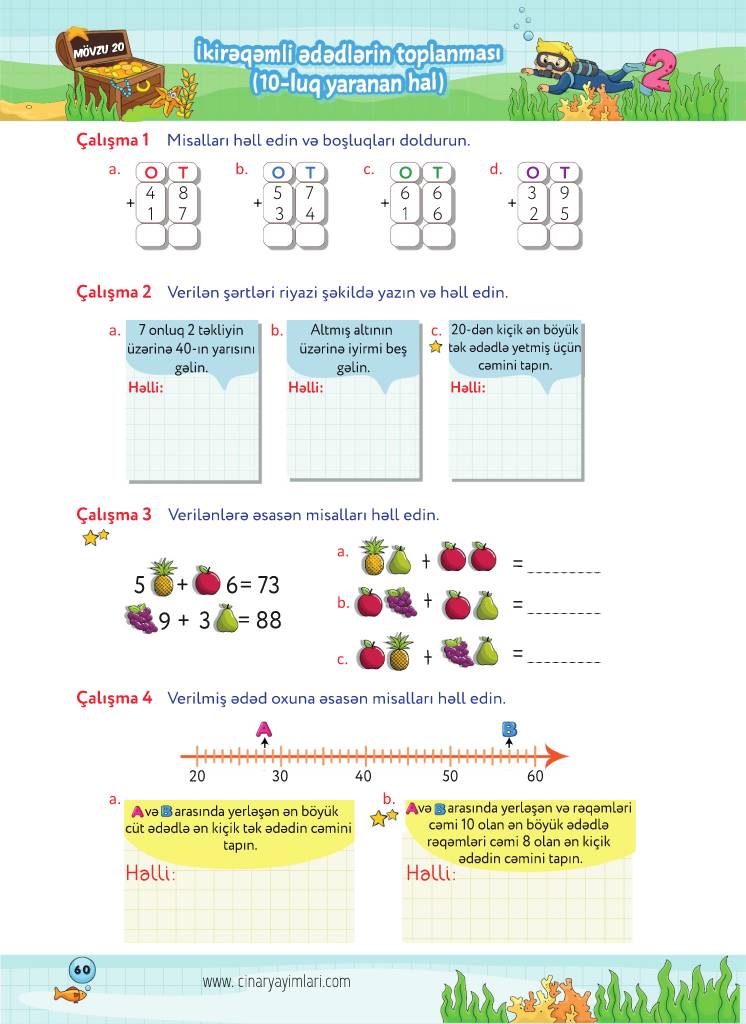 MÖVZU 20
İkirəqəmli ədədlərin toplanması
(10-luq yaranan hal)
2
Çalışma 1 Misalları həll edin və boşluqları doldurun.
a. O T b. O T c. O T d. O T
4 8 5 7 6 6 3 9
+ + + +
1 7 3 4 1 6 2 5
Çalışma 2 Verilən şərtləri riyazi şəkildə yazın və həll edin.
a. 7 onluq 2 təkliyin
üzərinə 40-ın yarısını
gəlin.
Həlli:
b. Altmış altının
üzərinə iyirmi beş
gəlin.
Həlli:
c. 20-dən kiçik ən böyük
tək ədədlə yetmiş üçün
cəmini tapın.
Həlli:
Çalışma 3 Verilənlərə əsasən misalları həll edin.
5 + 6 = 73
9 + 3 = 88
a. + = _________
b. + = _________
c. + = _________
Çalışma 4 Verilmiş ədəd oxuna əsasən misalları həll edin.
A B
20 30 40 50 60
a. A və B arasında yerləşən ən böyük
cüt ədədlə ən kiçik tək ədədin cəmini
tapın.
Həlli:
b. A və B arasında yerləşən və rəqəmləri
cəmi 10 olan ən böyük ədədlə
rəqəmləri cəmi 8 olan ən kiçik
ədədin cəmini tapın.
Həlli:
60
www. cinaryayimlari.com